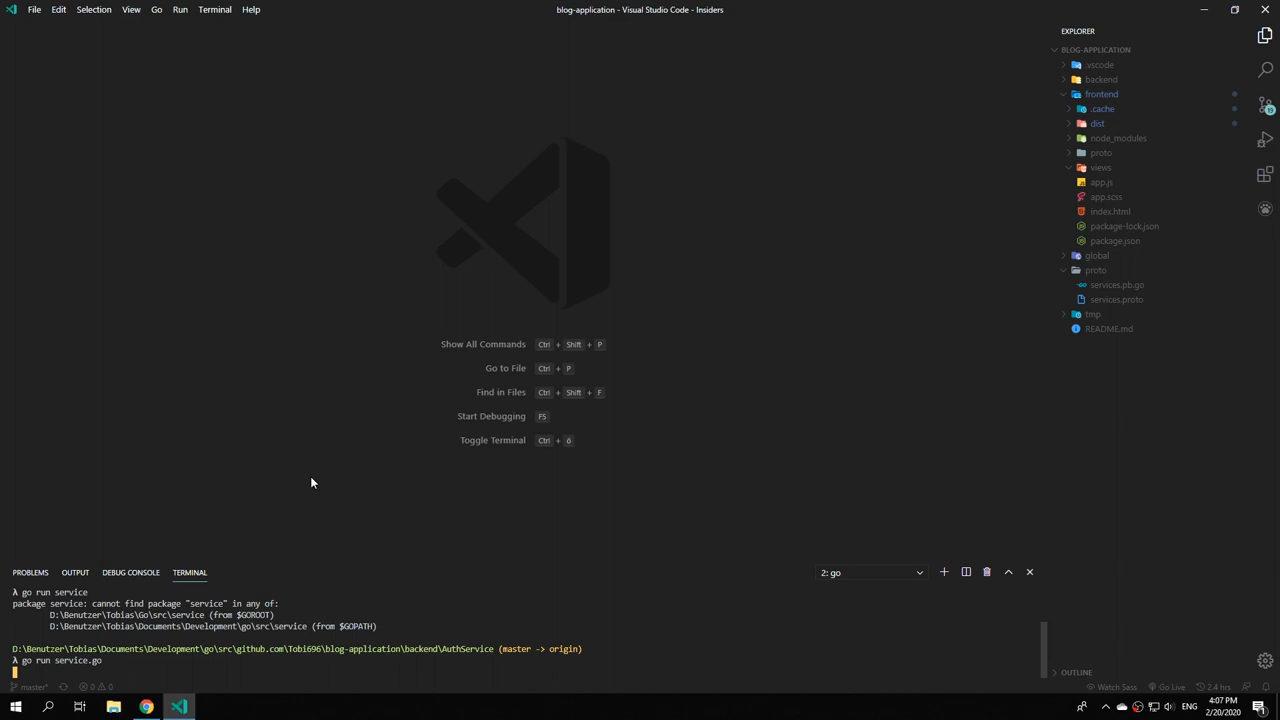 File Edit Selection View Go Run Terminal Help
blog-application - Visual Studio Code - Insiders
EXPLORER
BLOG-APPLICATION
.vscode
backend
frontend
.cache
dist
node_modules
proto
views
app.js
app.scss
index.html
package-lock.json
package.json
global
proto
services.pb.go
services.proto
tmp
README.md
Show All Commands Ctrl + Shift + P
Go to File Ctrl + P
Find in Files Ctrl + Shift + F
Start Debugging F5
Toggle Terminal Ctrl + ö
PROBLEMS OUTPUT DEBUG CONSOLE TERMINAL
2: go
λ go run service
package service: cannot find package "service" in any of:
D:\Benutzer\Tobias\Go\src\service (from $GOROOT)
D:\Benutzer\Tobias\Documents\Development\go\src\service (from $GOPATH)
D:\Benutzer\Tobias\Documents\Development\go\src\github.com\Tobi696\blog-application\backend\AuthService (master -> origin)
λ go run service.go
OUTLINE
master* 0 0
Watch Sass Go Live 2.4 hrs
ENG
4:07 PM
2/20/2020